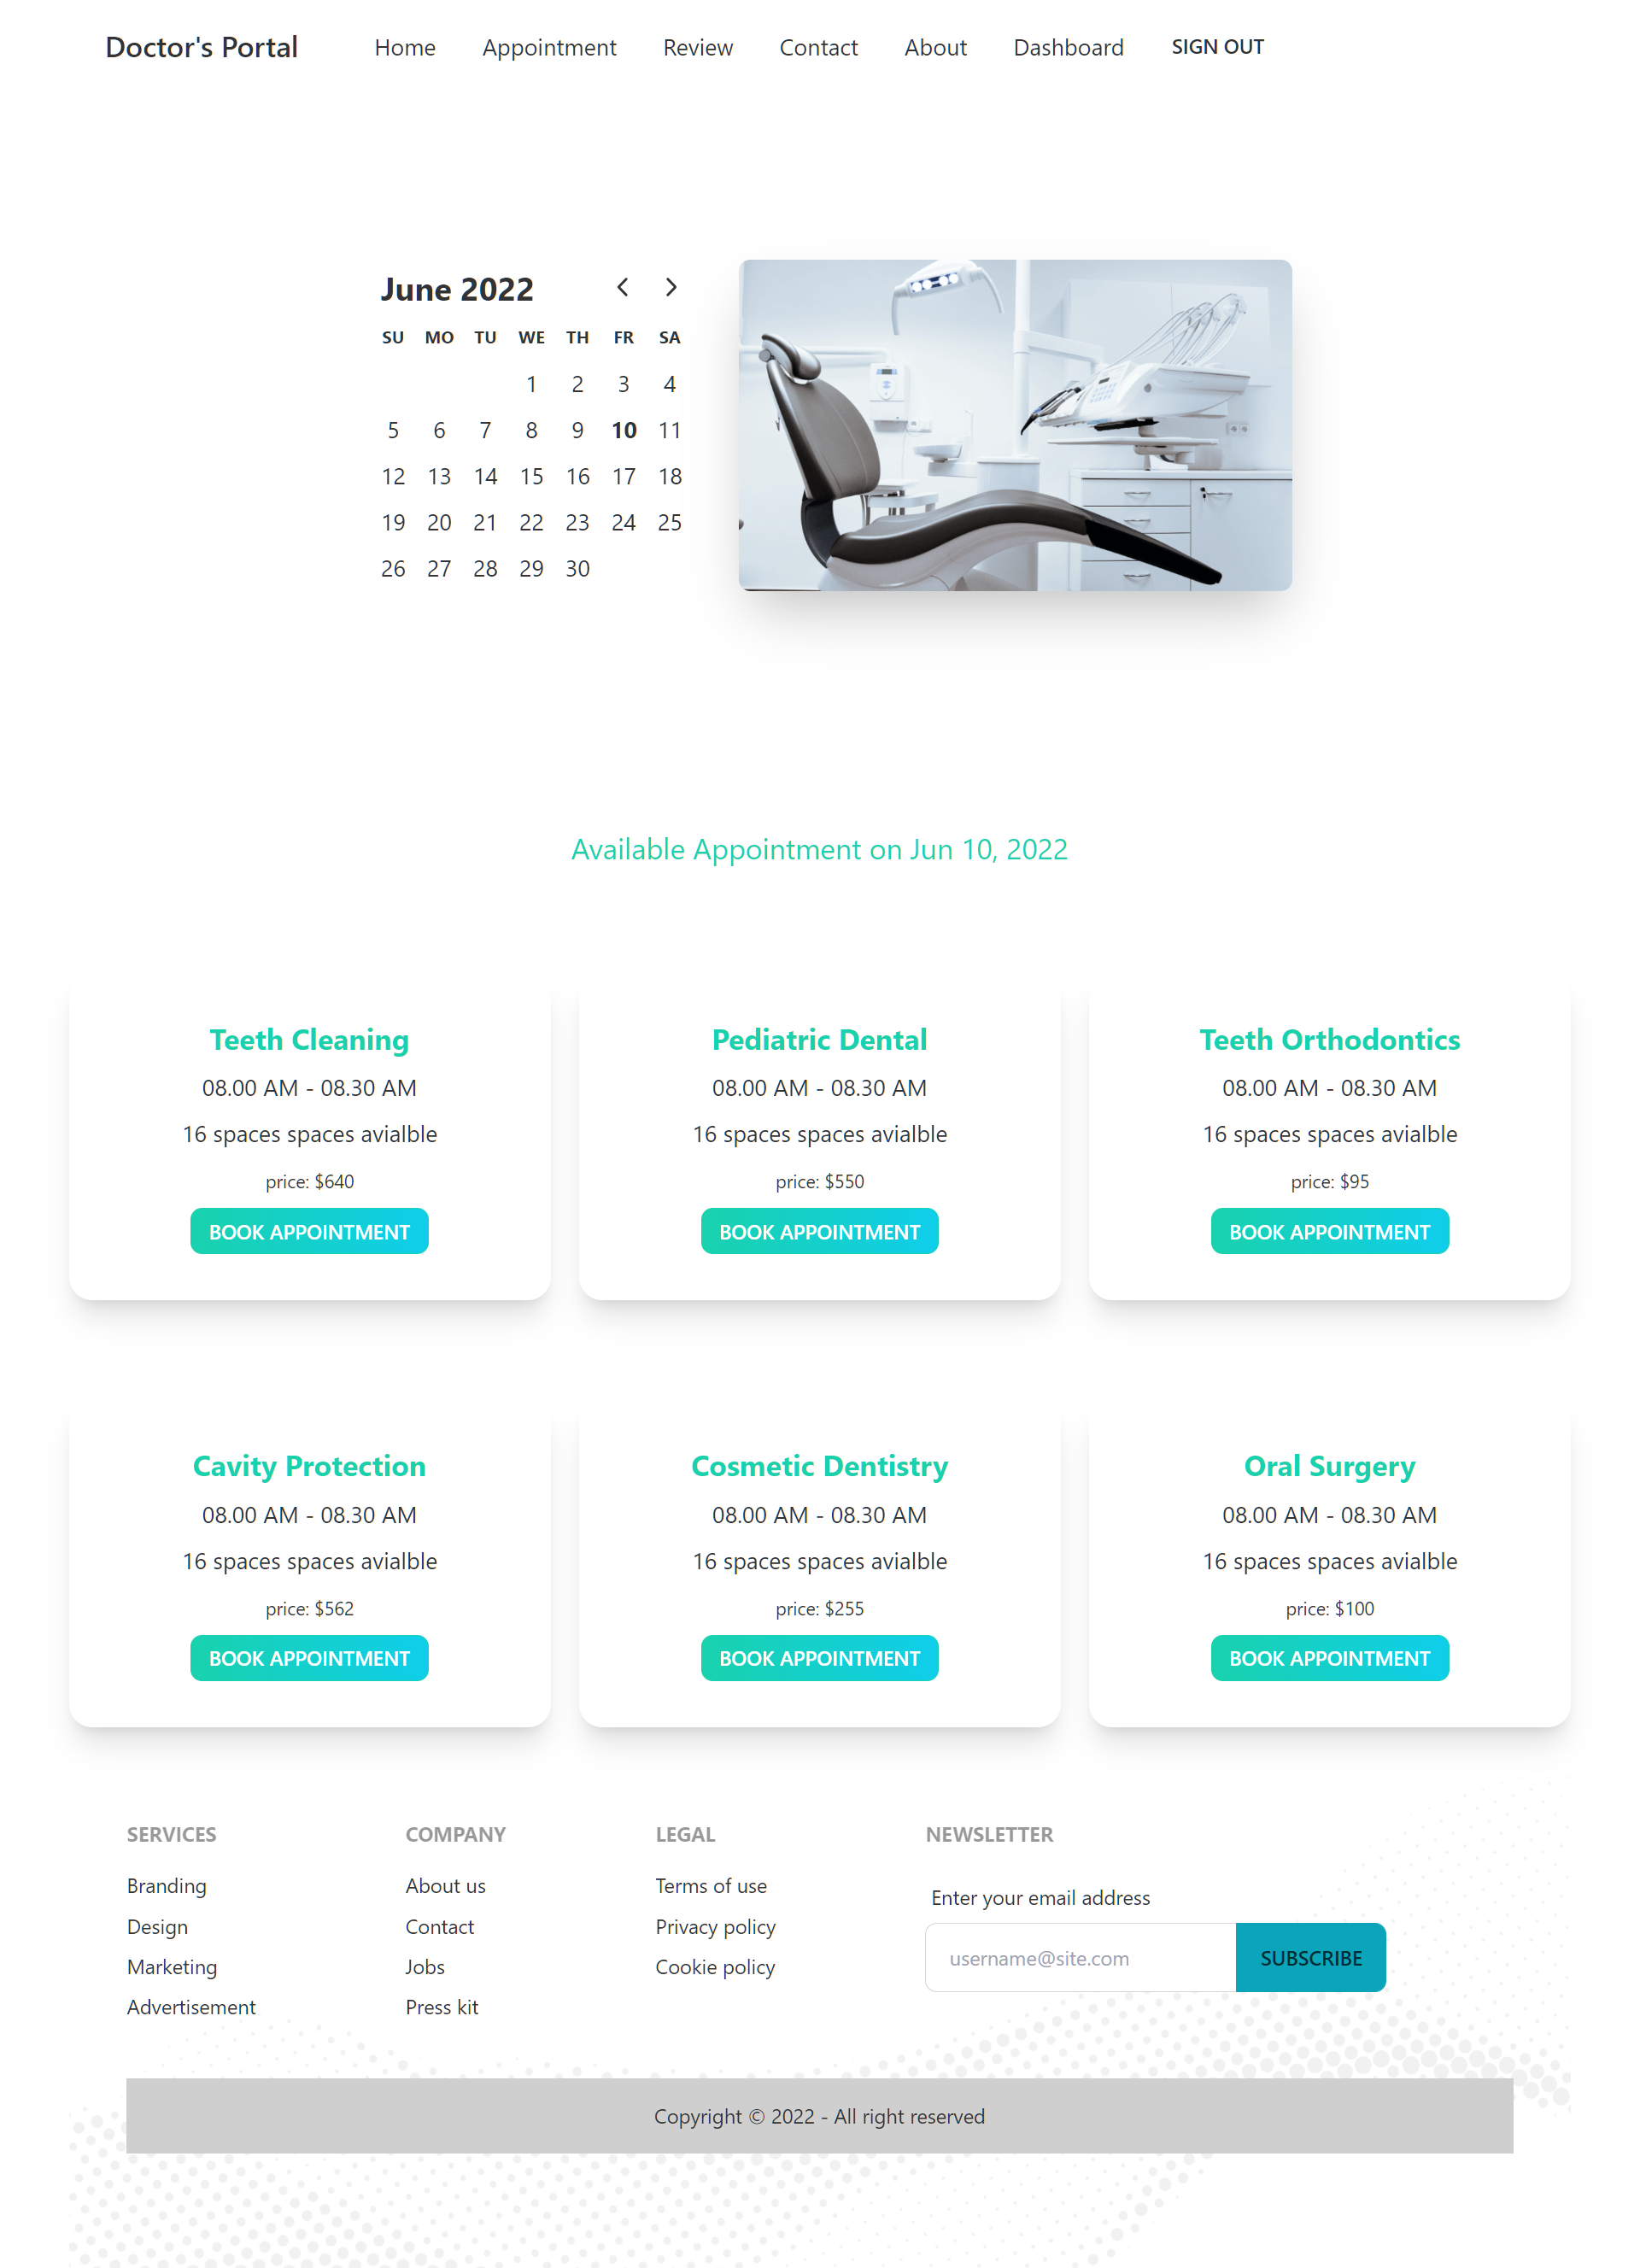 Doctor's Portal Home Appointment Review Contact About Dashboard SIGN OUT
June 2022
SU MO TU WE TH FR SA
1 2 3 4
5 6 7 8 9 10 11
12 13 14 15 16 17 18
19 20 21 22 23 24 25
26 27 28 29 30
Available Appointment on Jun 10, 2022
Teeth Cleaning
08.00 AM - 08.30 AM
16 spaces spaces avialble
price: $640
BOOK APPOINTMENT
Pediatric Dental
08.00 AM - 08.30 AM
16 spaces spaces avialble
price: $550
BOOK APPOINTMENT
Teeth Orthodontics
08.00 AM - 08.30 AM
16 spaces spaces avialble
price: $95
BOOK APPOINTMENT
Cavity Protection
08.00 AM - 08.30 AM
16 spaces spaces avialble
price: $562
BOOK APPOINTMENT
Cosmetic Dentistry
08.00 AM - 08.30 AM
16 spaces spaces avialble
price: $255
BOOK APPOINTMENT
Oral Surgery
08.00 AM - 08.30 AM
16 spaces spaces avialble
price: $100
BOOK APPOINTMENT
SERVICES
Branding
Design
Marketing
Advertisement
COMPANY
About us
Contact
Jobs
Press kit
LEGAL
Terms of use
Privacy policy
Cookie policy
NEWSLETTER
Enter your email address
username@site.com SUBSCRIBE
Copyright © 2022 - All right reserved